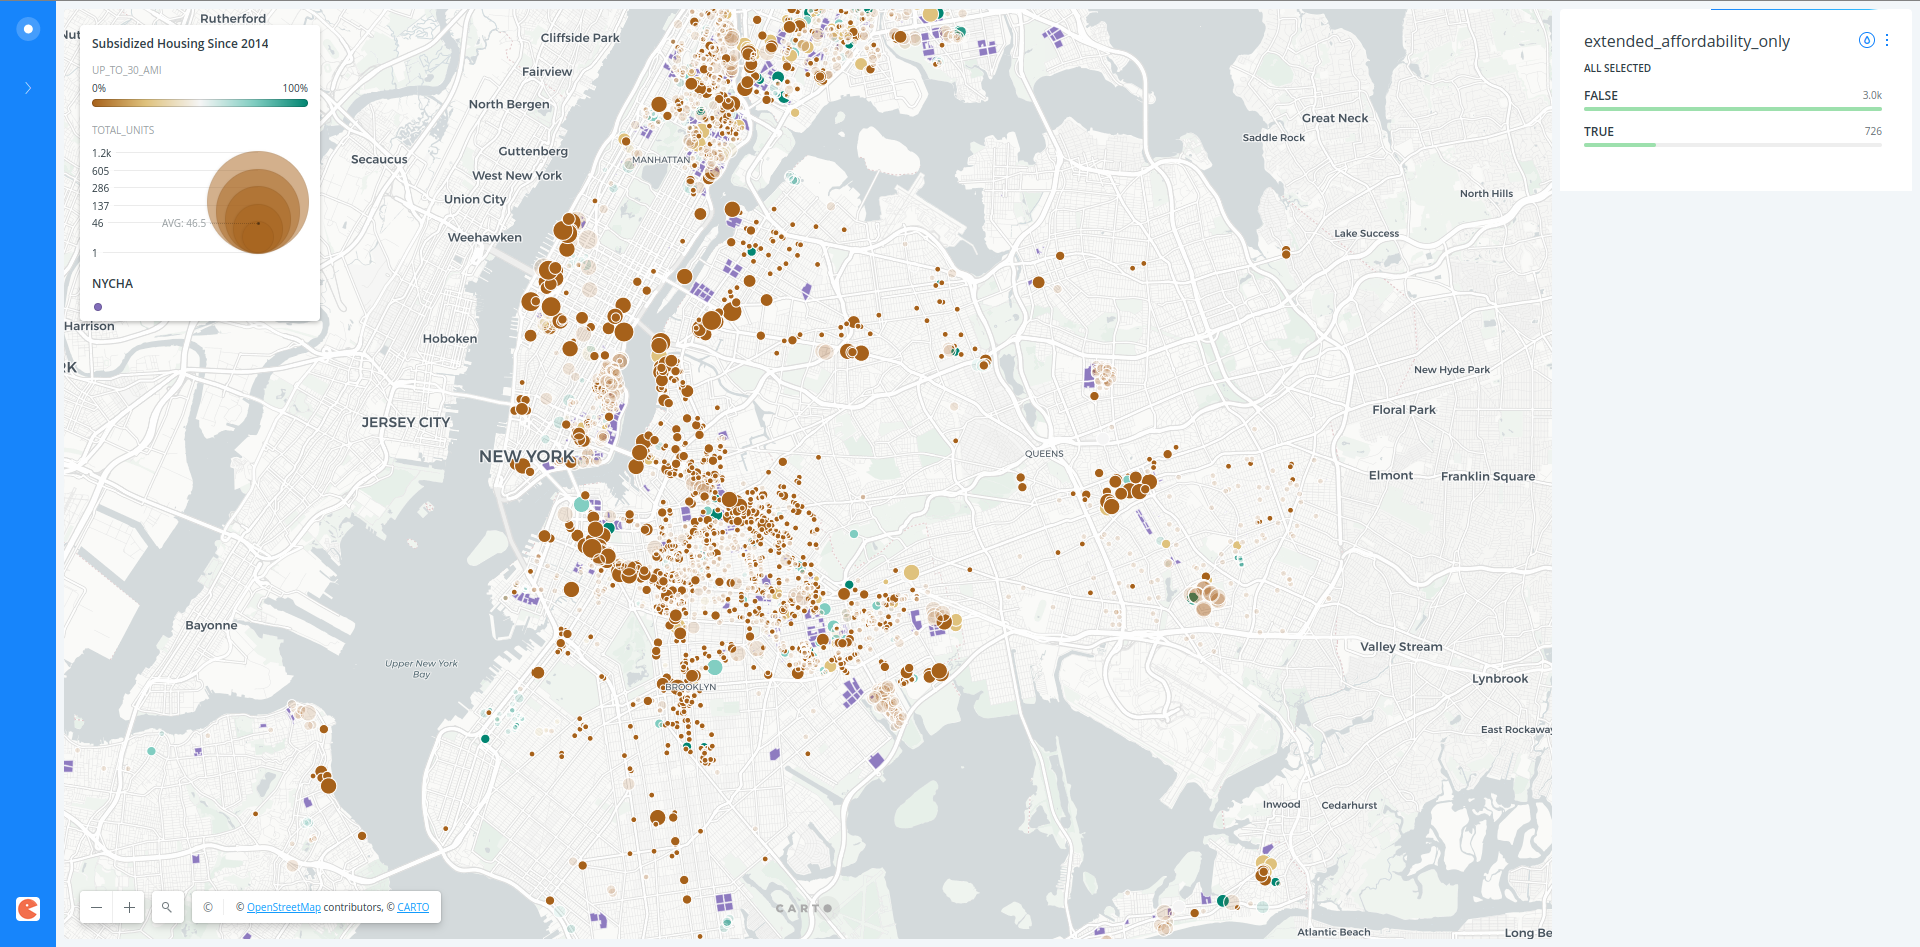 Subsidized Housing Since 2014
UP_TO_30_AMI
0% 100%
TOTAL_UNITS
1.2k
605
286
137
46
AVG: 46.5
1
NYCHA
Rutherford
Cliffside Park
Fairview
North Bergen
Secaucus
Guttenberg
MANHATTAN
West New York
Union City
Weehawken
Harrison
Hoboken
JERSEY CITY
NEW YORK
Bayonne
Upper New York
Bay
BROOKLYN
QUEENS
Great Neck
Saddle Rock
North Hills
Lake Success
New Hyde Park
Floral Park
Elmont
Franklin Square
Valley Stream
Lynbrook
East Rockaway
Inwood
Cedarhurst
Atlantic Beach
Long Be
CARTO
© © OpenStreetMap contributors, © CARTO
extended_affordability_only
ALL SELECTED
FALSE 3.0k
TRUE 726